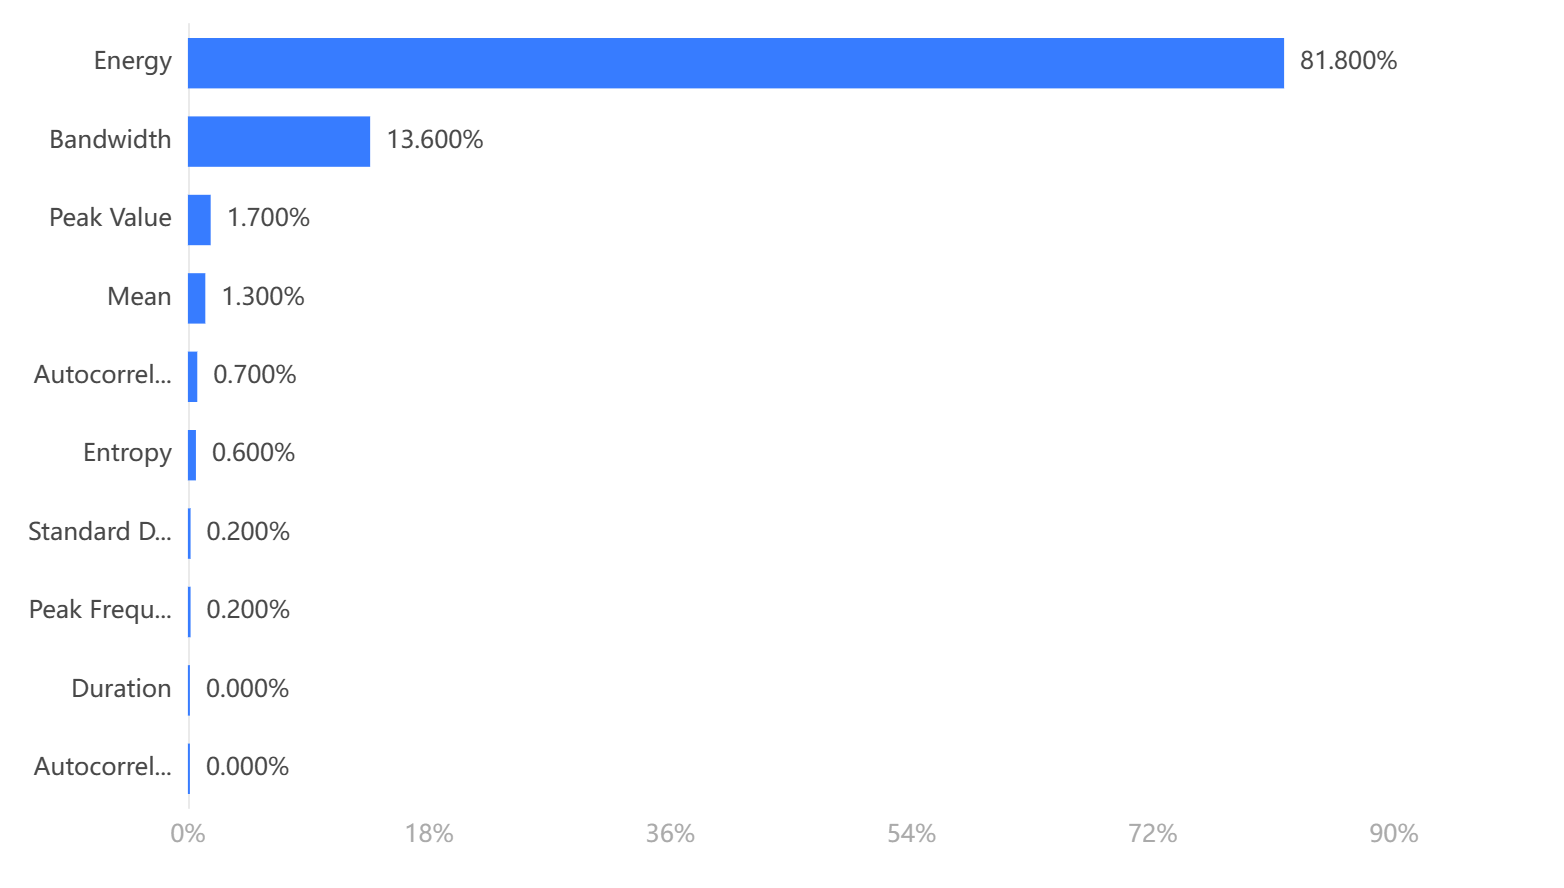 Energy 81.800%
Bandwidth 13.600%
Peak Value 1.700%
Mean 1.300%
Autocorrel... 0.700%
Entropy 0.600%
Standard D... 0.200%
Peak Frequ... 0.200%
Duration 0.000%
Autocorrel... 0.000%
0% 18% 36% 54% 72% 90%